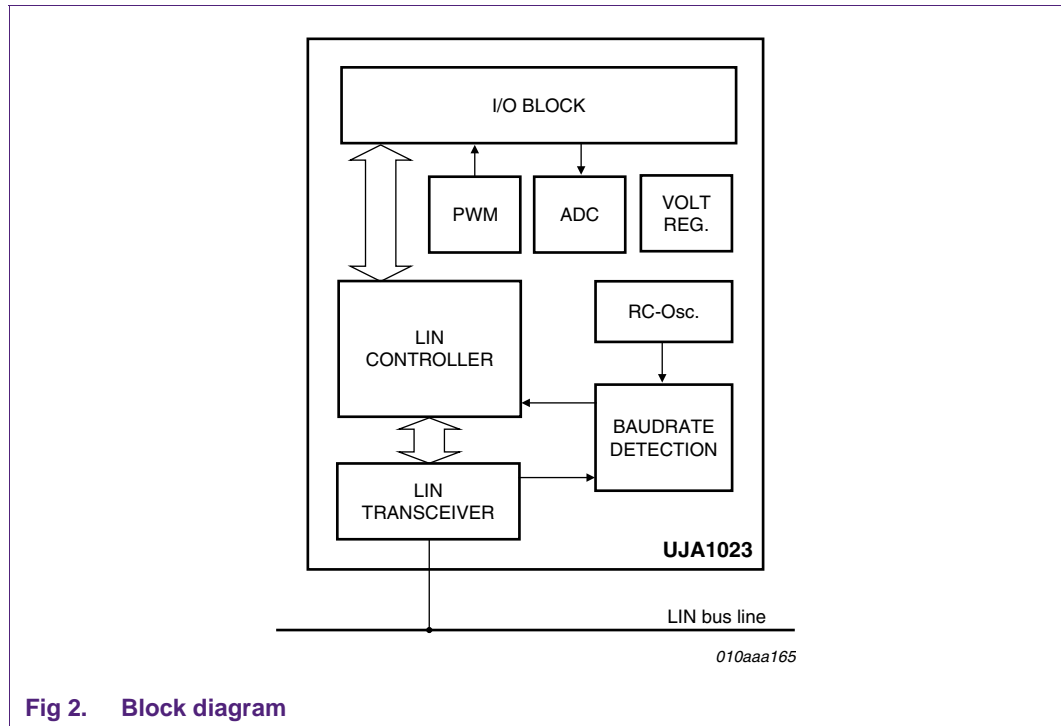 I/O BLOCK
PWM
ADC
VOLT
REG.
LIN
CONTROLLER
RC-Osc.
BAUDRATE
DETECTION
LIN
TRANSCEIVER
UJA1023
LIN bus line
010aaa165
Fig 2. Block diagram